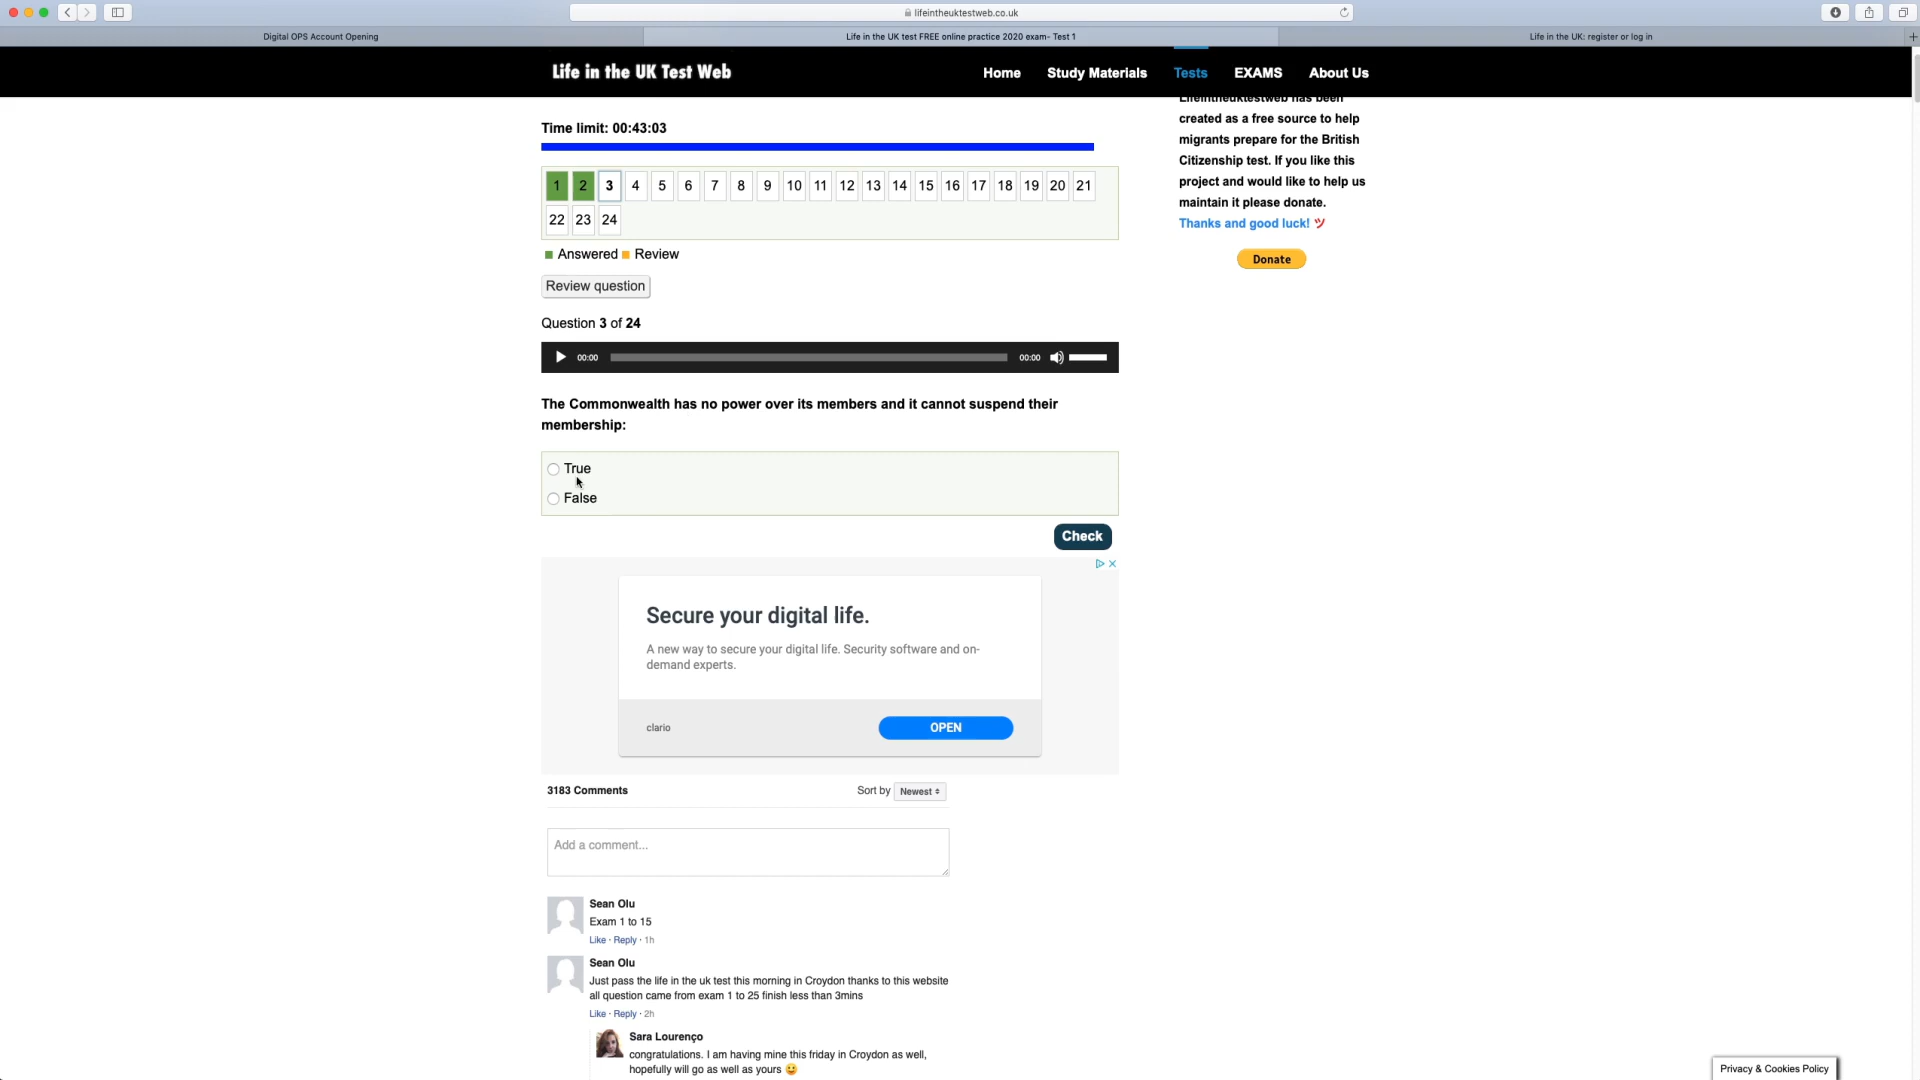 lifeintheuktestweb.co.uk
Digital OPS Account Opening
Life in the UK test FREE online practice 2020 exam- Test 1
Life in the UK: register or log in
Life in the UK Test Web
Home
Study Materials
Tests
EXAMS
About Us
Lifeintheuktestweb has been
created as a free source to help
migrants prepare for the British
Citizenship test. If you like this
project and would like to help us
maintain it please donate.
Thanks and good luck! ツ
Donate
Time limit: 00:43:03
1 2 3 4 5 6 7 8 9 10 11 12 13 14 15 16 17 18 19 20 21
22 23 24
Answered Review
Review question
Question 3 of 24
00:00 00:00
The Commonwealth has no power over its members and it cannot suspend their
membership:
True
False
Check
Secure your digital life.
A new way to secure your digital life. Security software and on-
demand experts.
clario
OPEN
3183 Comments
Sort by Newest
Add a comment...
Sean Olu
Exam 1 to 15
Like · Reply · 1h
Sean Olu
Just pass the life in the uk test this morning in Croydon thanks to this website
all question came from exam 1 to 25 finish less than 3mins
Like · Reply · 2h
Sara Lourenço
congratulations. I am having mine this friday in Croydon as well,
hopefully will go as well as yours 😃
Privacy & Cookies Policy